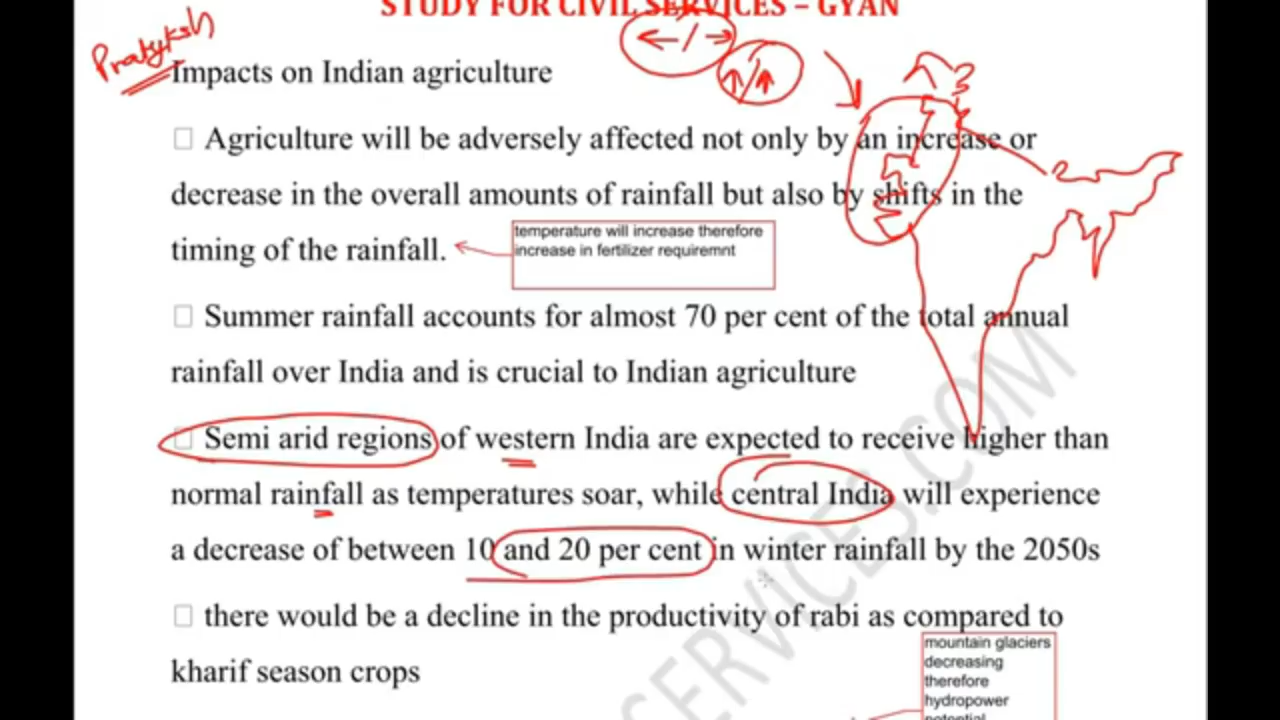 STUDY FOR CIVIL SERVICES – GYAN
Pratyksh
Impacts on Indian agriculture
Agriculture will be adversely affected not only by an increase or
decrease in the overall amounts of rainfall but also by shifts in the
timing of the rainfall.
temperature will increase therefore
increase in fertilizer requiremnt
Summer rainfall accounts for almost 70 per cent of the total annual
rainfall over India and is crucial to Indian agriculture
Semi arid regions of western India are expected to receive higher than
normal rainfall as temperatures soar, while central India will experience
a decrease of between 10 and 20 per cent in winter rainfall by the 2050s
there would be a decline in the productivity of rabi as compared to
kharif season crops
mountain glaciers
decreasing
therefore
hydropower
potential
SERVICES.COM